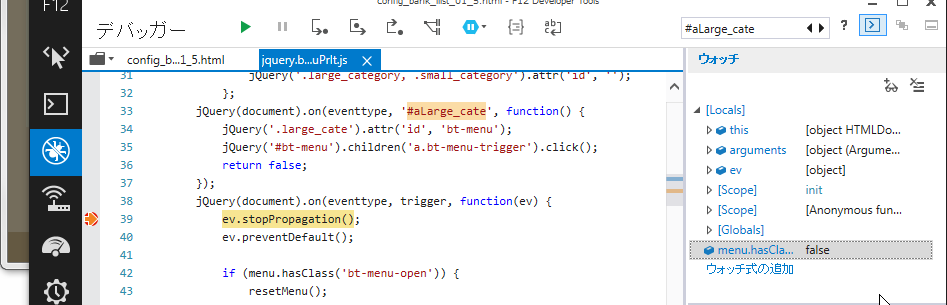 config_bank_list_01_5.html - F12 Developer Tools
F12
デバッガー
#aLarge_cate
?
config_b...1_5.html
jquery.b...uPrlt.js
ウォッチ
31 jQuery('.large_category, .small_category').attr('id', '');
32 };
33 jQuery(document).on(eventtype, '#aLarge_cate', function() {
34 jQuery('.large_cate').attr('id', 'bt-menu');
35 jQuery('#bt-menu').children('a.bt-menu-trigger').click();
36 return false;
37 });
38 jQuery(document).on(eventtype, trigger, function(ev) {
39 ev.stopPropagation();
40 ev.preventDefault();
41
42 if (menu.hasClass('bt-menu-open')) {
43 resetMenu();
[Locals]
this [object HTMLDo...
arguments [object (Argume...
ev [object]
[Scope] init
[Scope] [Anonymous fun...
[Globals]
menu.hasCla... false
ウォッチ式の追加